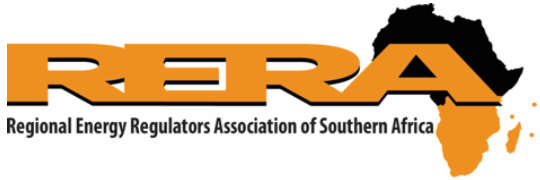 RERA
Regional Energy Regulators Association of Southern Africa